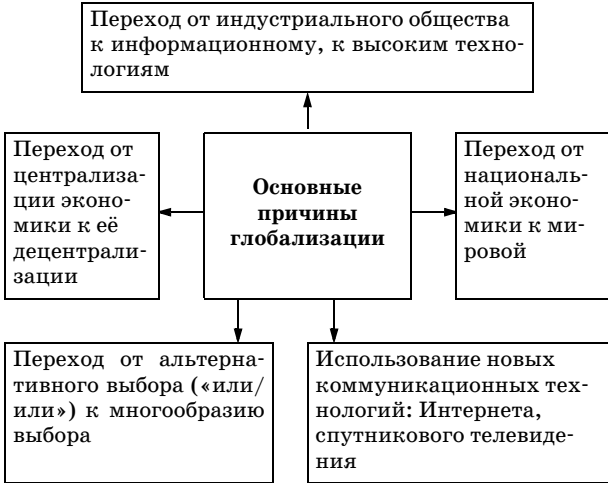 Переход от индустриального общества
к информационному, к высоким техно-
логиям
Переход от
централиза-
ции эконо-
мики к её
децентрали-
зации
Основные
причины
глобализации
Переход от
националь-
ной эконо-
мики к ми-
ровой
Переход от альтерна-
тивного выбора («или/
или») к многообразию
выбора
Использование новых
коммуникационных тех-
нологий: Интернета,
спутникового телевиде-
ния